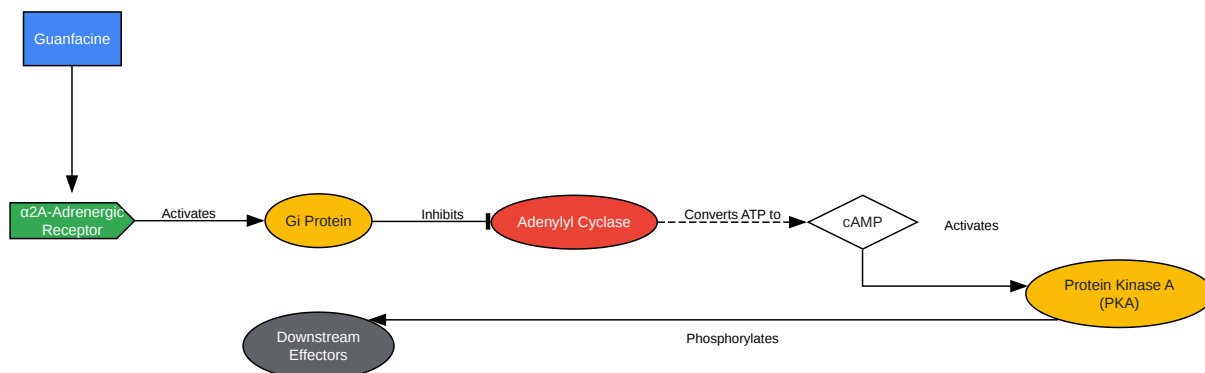 Guanfacine
α2A-Adrenergic
Receptor
Activates
Gi Protein
Inhibits
Adenylyl Cyclase
Converts ATP to
cAMP
Activates
Protein Kinase A
(PKA)
Phosphorylates
Downstream
Effectors